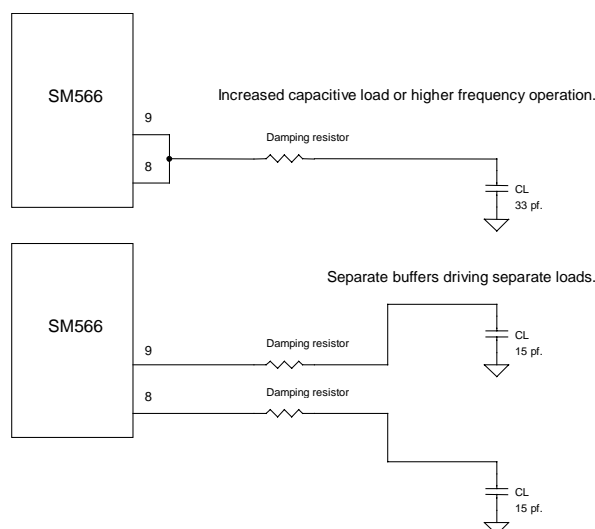 SM566
Increased capacitive load or higher frequency operation.
9
Damping resistor
8
CL
33 pf.
Separate buffers driving separate loads.
SM566
CL
15 pf.
9
Damping resistor
8
Damping resistor
CL
15 pf.